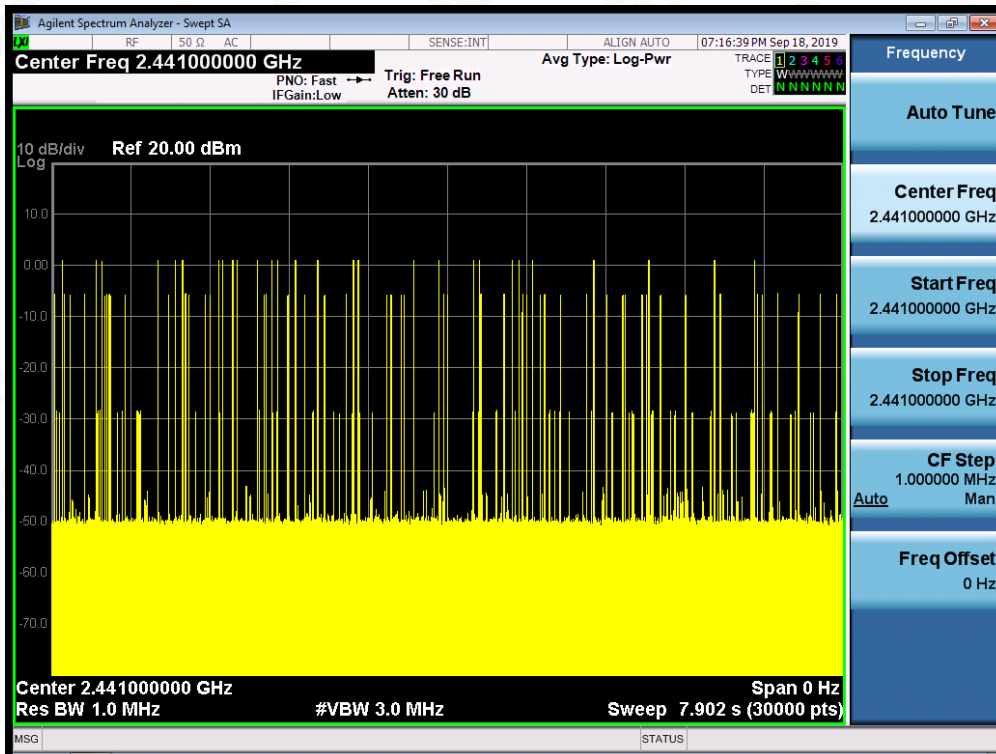 Agilent Spectrum Analyzer - Swept SA
LXI RF 50 Ω AC SENSE:INT ALIGN AUTO 07:16:39 PM Sep 18, 2019
Center Freq 2.441000000 GHz Avg Type: Log-Pwr TRACE 1 2 3 4 5 6
PNO: Fast Trig: Free Run TYPE WWWWWW
IFGain:Low Atten: 30 dB DET N N N N N N
10 dB/div Ref 20.00 dBm
Log
10.0
0.00
-10.0
-20.0
-30.0
-40.0
-50.0
-60.0
-70.0
Center 2.441000000 GHz Span 0 Hz
Res BW 1.0 MHz #VBW 3.0 MHz Sweep 7.902 s (30000 pts)
MSG STATUS
Frequency
Auto Tune
Center Freq
2.441000000 GHz
Start Freq
2.441000000 GHz
Stop Freq
2.441000000 GHz
CF Step
1.000000 MHz
Auto Man
Freq Offset
0 Hz